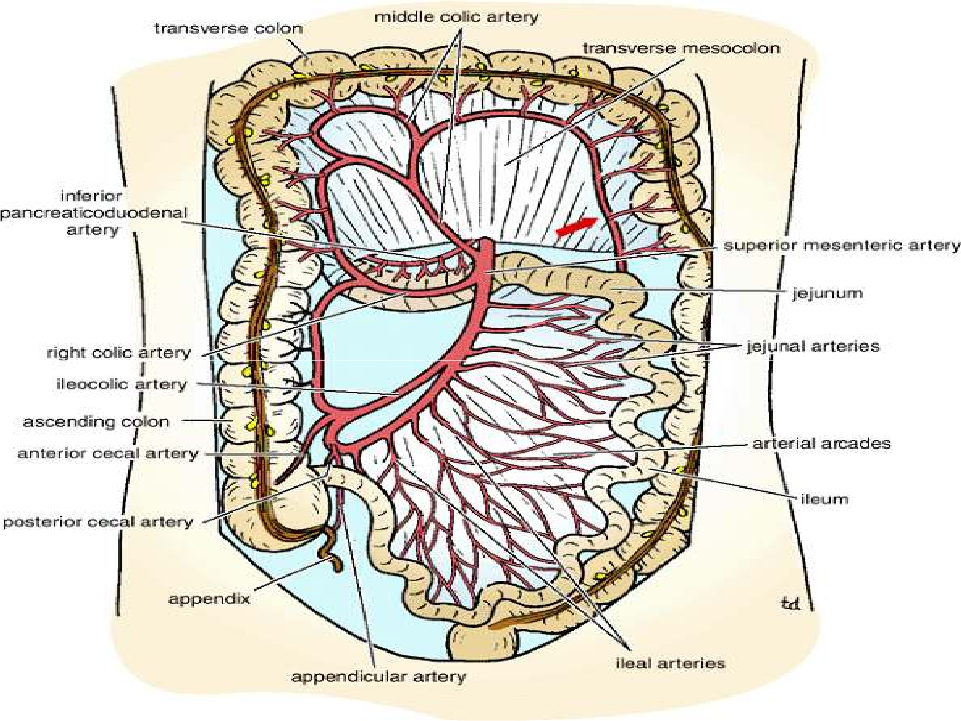 middle colic artery
transverse colon
transverse mesocolon
inferior
pancreaticoduodenal
artery
superior mesenteric artery
jejunum
right colic artery
jejunal arteries
ileocolic artery
ascending colon
arterial arcades
anterior cecal artery
ileum
posterior cecal artery
appendix
td
ileal arteries
appendicular artery